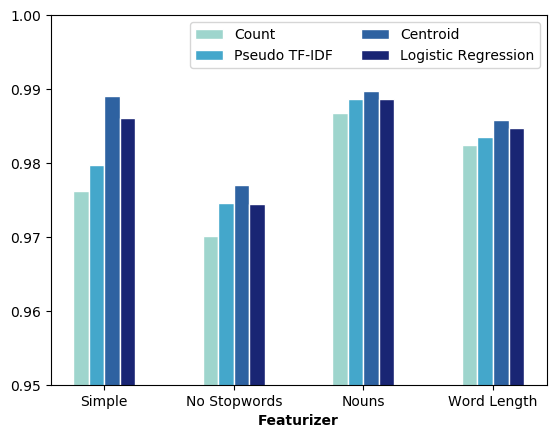 1.00
0.99
0.98
0.97
0.96
0.95
Count
Pseudo TF-IDF
Centroid
Logistic Regression
Simple
No Stopwords
Nouns
Word Length
Featurizer